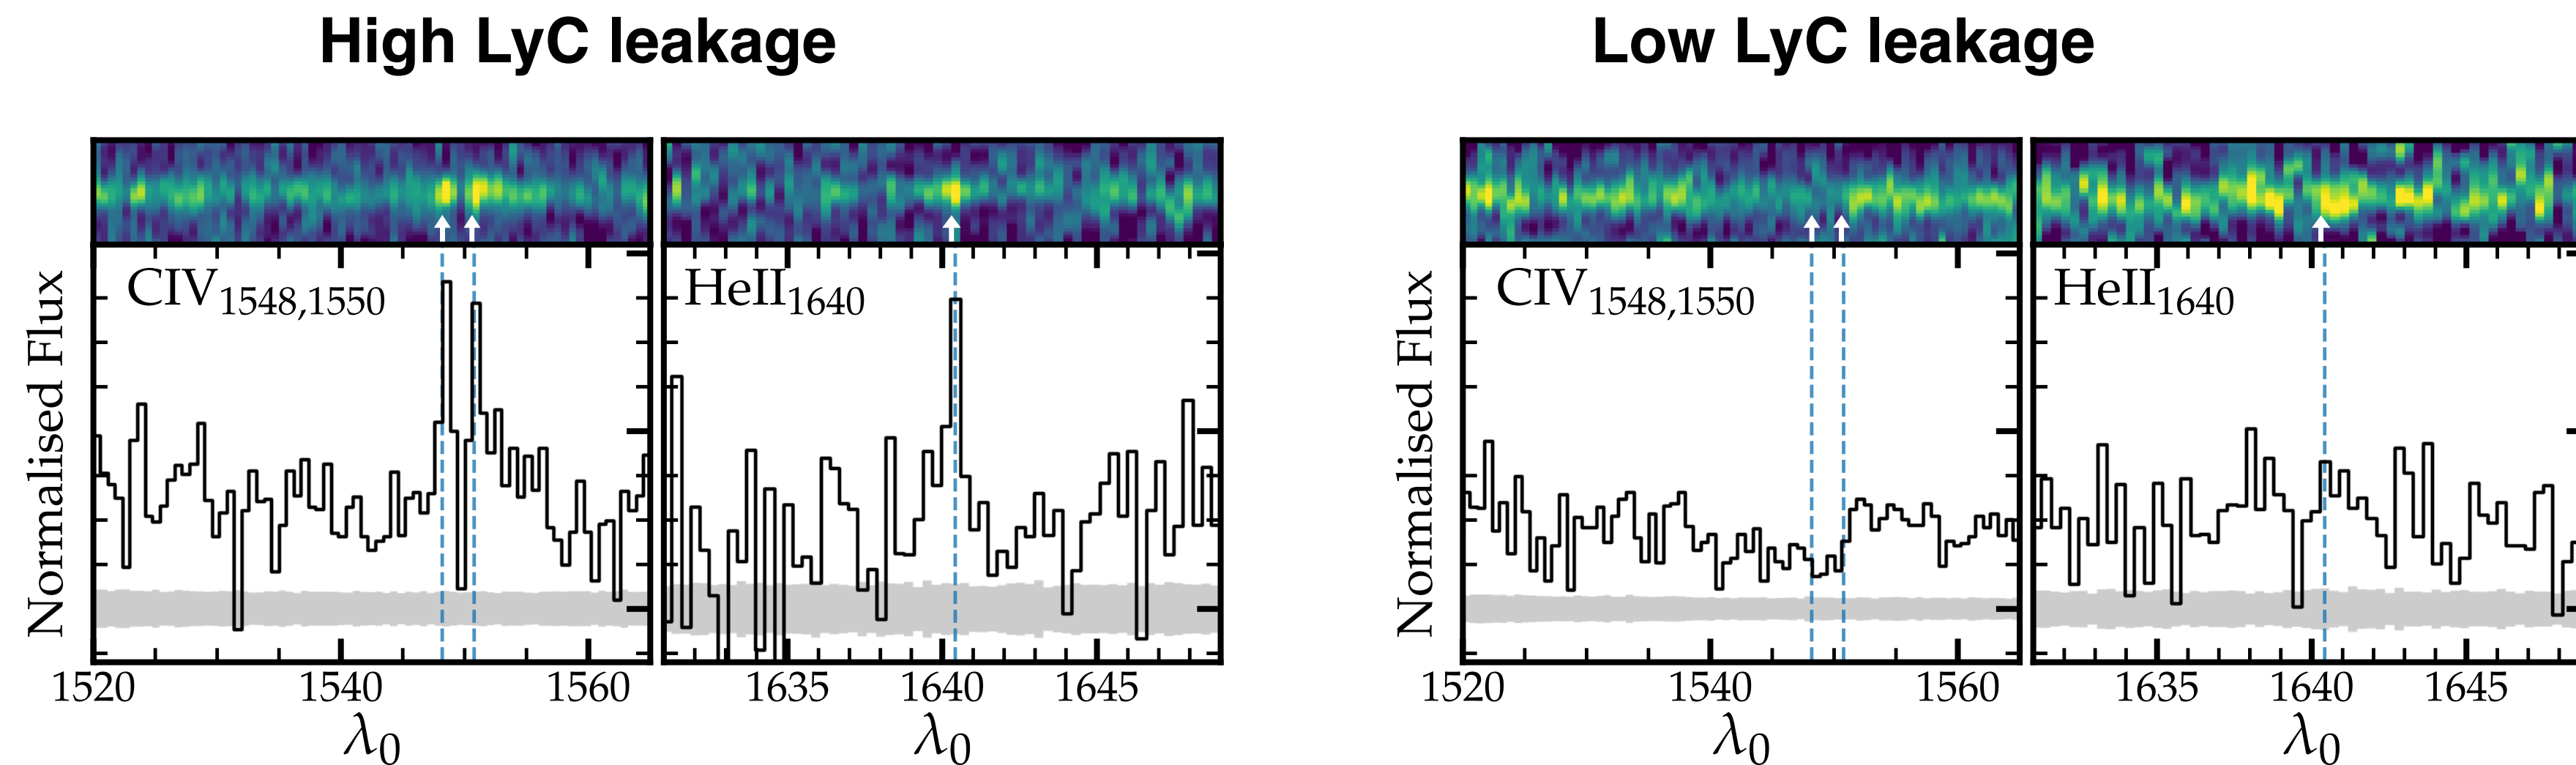 High LyC leakage
Low LyC leakage
CIV1548,1550
HeII1640
CIV1548,1550
HeII1640
Normalised Flux
Normalised Flux
1520 1540 1560 1635 1640 1645
1520 1540 1560 1635 1640 1645
λ0 λ0
λ0 λ0